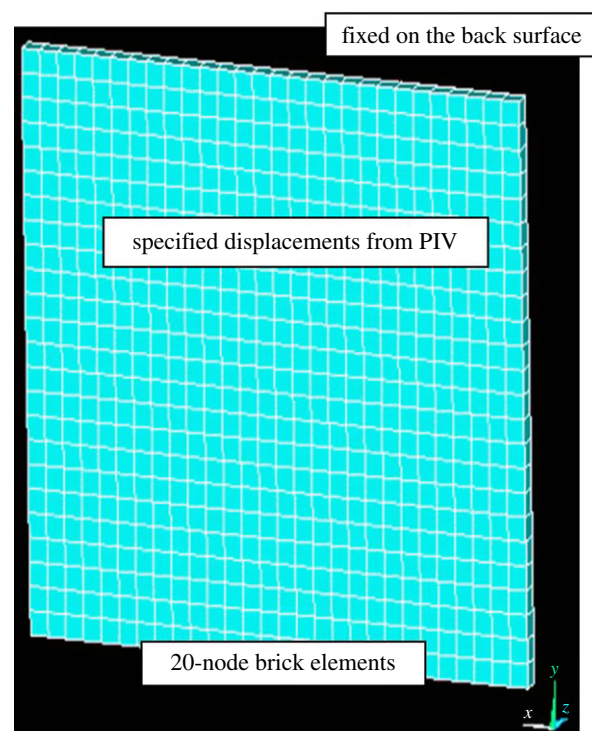 fixed on the back surface
specified displacements from PIV
20-node brick elements
y
x
z